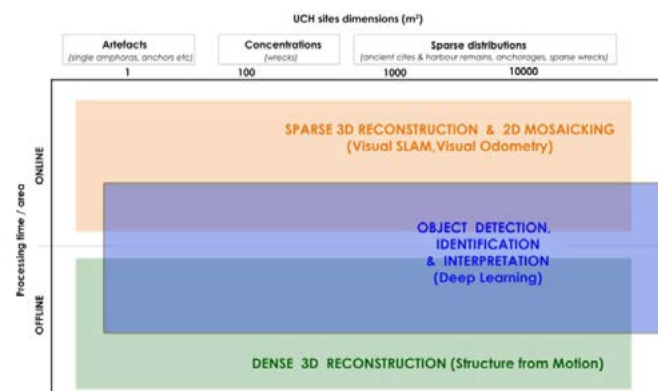 UCH sites dimensions (m²)
Artefacts
(single amphoras, anchors etc)
Concentrations
(wrecks)
Sparse distributions
(ancient cites & harbour remains, anchorages, sparse wrecks)
1
100
1000
10000
Processing time / area
ONLINE
OFFLINE
SPARSE 3D RECONSTRUCTION & 2D MOSAICKING
(Visual SLAM,Visual Odometry)
OBJECT DETECTION,
IDENTIFICATION
& INTERPRETATION
(Deep Learning)
DENSE 3D RECONSTRUCTION (Structure from Motion)